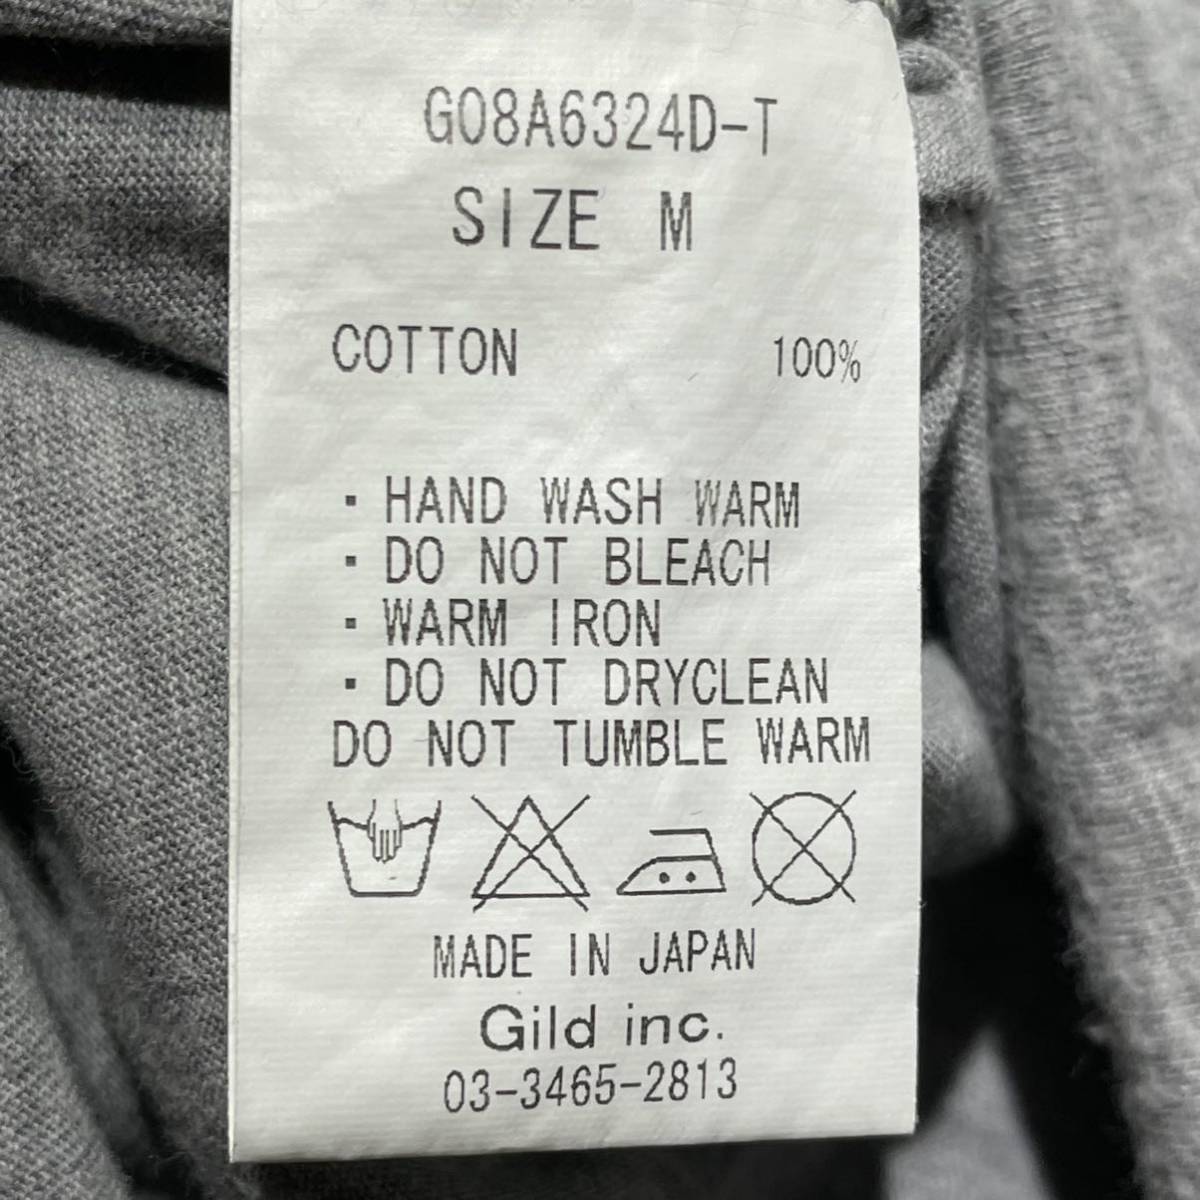 G08A6324D-T
SIZE M
COTTON 100%
・HAND WASH WARM
・DO NOT BLEACH
・WARM IRON
・DO NOT DRYCLEAN
DO NOT TUMBLE WARM
MADE IN JAPAN
Gild inc.
03-3465-2813